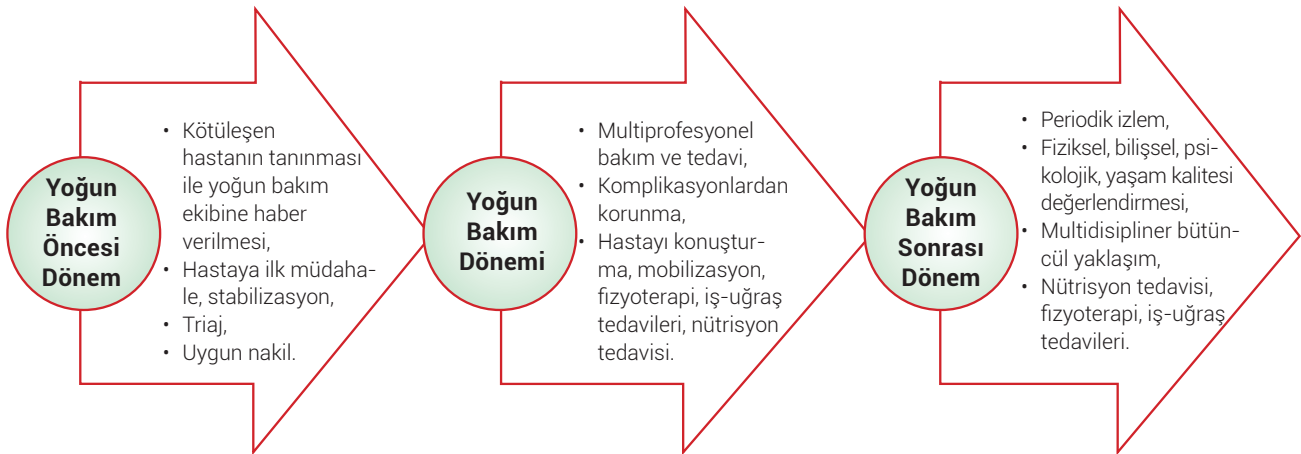 Yoğun
Bakım
Öncesi
Dönem
• Kötüleşen
hastanın tanınması
ile yoğun bakım
ekibine haber
verilmesi,
• Hastaya ilk müdaha-
le, stabilizasyon,
• Triaj,
• Uygun nakil.
Yoğun
Bakım
Dönemi
• Multiprofesyonel
bakım ve tedavi,
• Komplikasyonlardan
korunma,
• Hastayı konuştur-
ma, mobilizasyon,
fizyoterapi, iş-uğraş
tedavileri, nütrisyon
tedavisi.
Yoğun
Bakım
Sonrası
Dönem
• Periodik izlem,
• Fiziksel, bilişsel, psi-
kolojik, yaşam kalitesi
değerlendirmesi,
• Multidisipliner bütün-
cül yaklaşım,
• Nütrisyon tedavisi,
fizyoterapi, iş-uğraş
tedavileri.